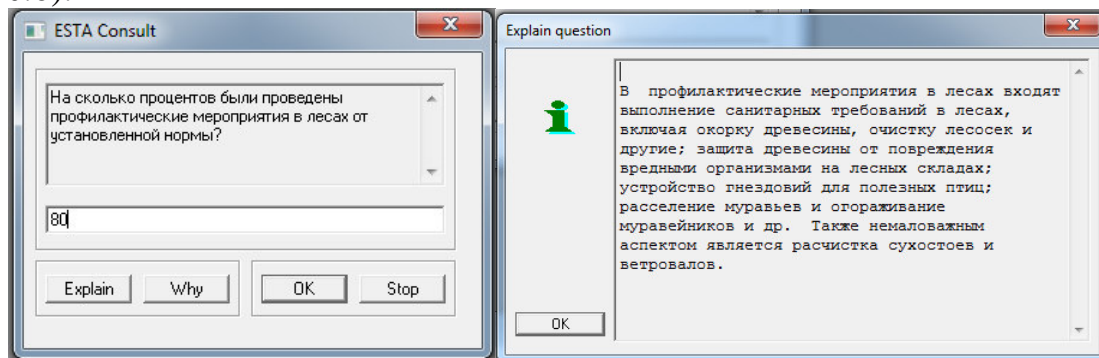 ESTA Consult
На сколько процентов были проведены
профилактические мероприятия в лесах от
установленной нормы?
80
Explain
Why
OK
Stop
Explain question
В профилактические мероприятия в лесах входят
выполнение санитарных требований в лесах,
включая окорку древесины, очистку лесосек и
другие; защита древесины от повреждения
вредными организмами на лесных складах;
устройство гнездовий для полезных птиц;
расселение муравьев и огораживание
муравейников и др. Также немаловажным
аспектом является расчистка сухостоев и
ветровалов.
OK